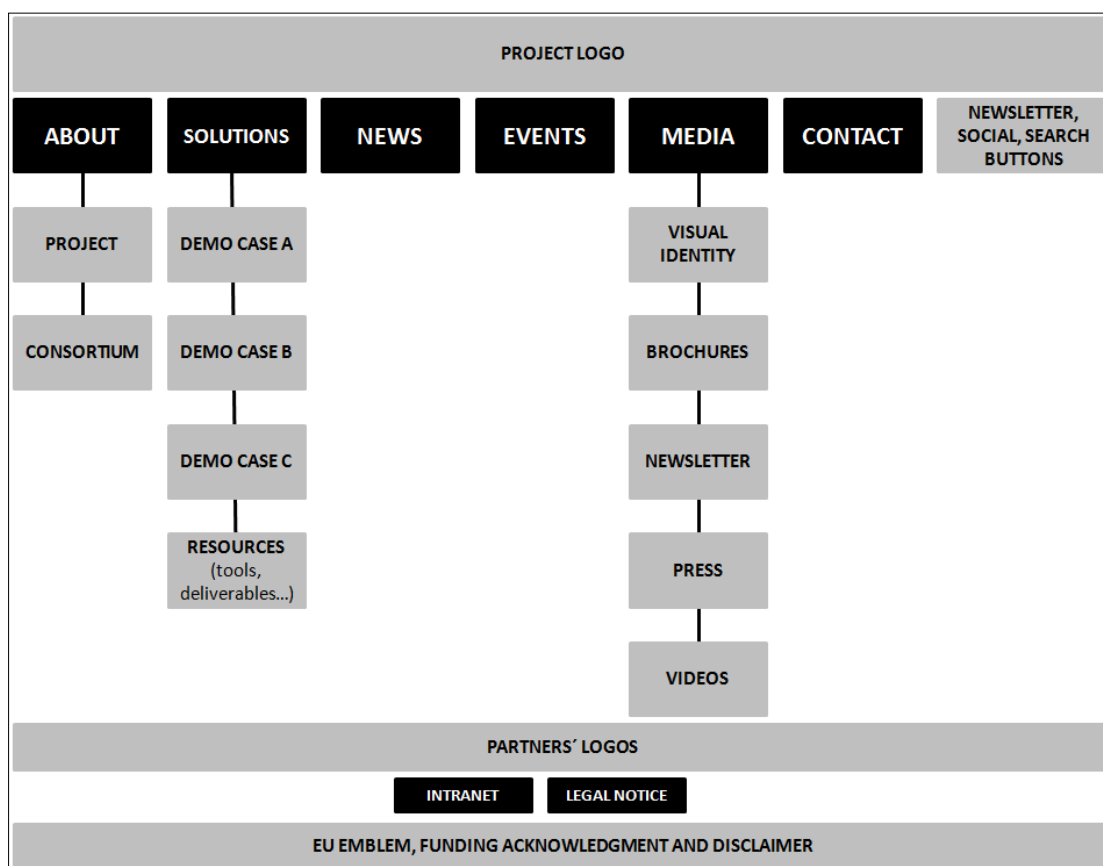 PROJECT LOGO
ABOUT
SOLUTIONS
NEWS
EVENTS
MEDIA
CONTACT
NEWSLETTER,
SOCIAL, SEARCH
BUTTONS
PROJECT
DEMO CASE A
VISUAL
IDENTITY
CONSORTIUM
DEMO CASE B
BROCHURES
DEMO CASE C
NEWSLETTER
RESOURCES
(tools,
deliverables...)
PRESS
VIDEOS
PARTNERS´ LOGOS
INTRANET
LEGAL NOTICE
EU EMBLEM, FUNDING ACKNOWLEDGMENT AND DISCLAIMER